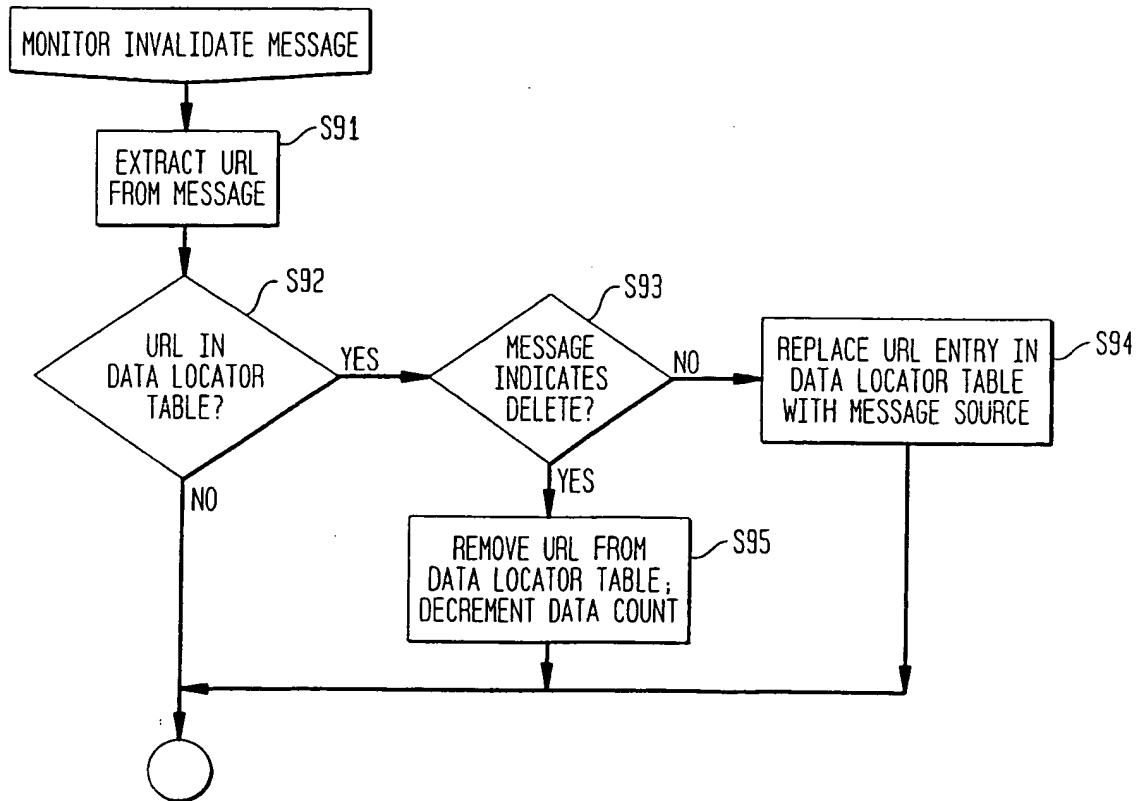 MONITOR INVALIDATE MESSAGE
S91
EXTRACT URL
FROM MESSAGE
S92
URL IN
DATA LOCATOR
TABLE?
YES
NO
S93
MESSAGE
INDICATES
DELETE?
NO
YES
S94
REPLACE URL ENTRY IN
DATA LOCATOR TABLE
WITH MESSAGE SOURCE
S95
REMOVE URL FROM
DATA LOCATOR TABLE;
DECREMENT DATA COUNT